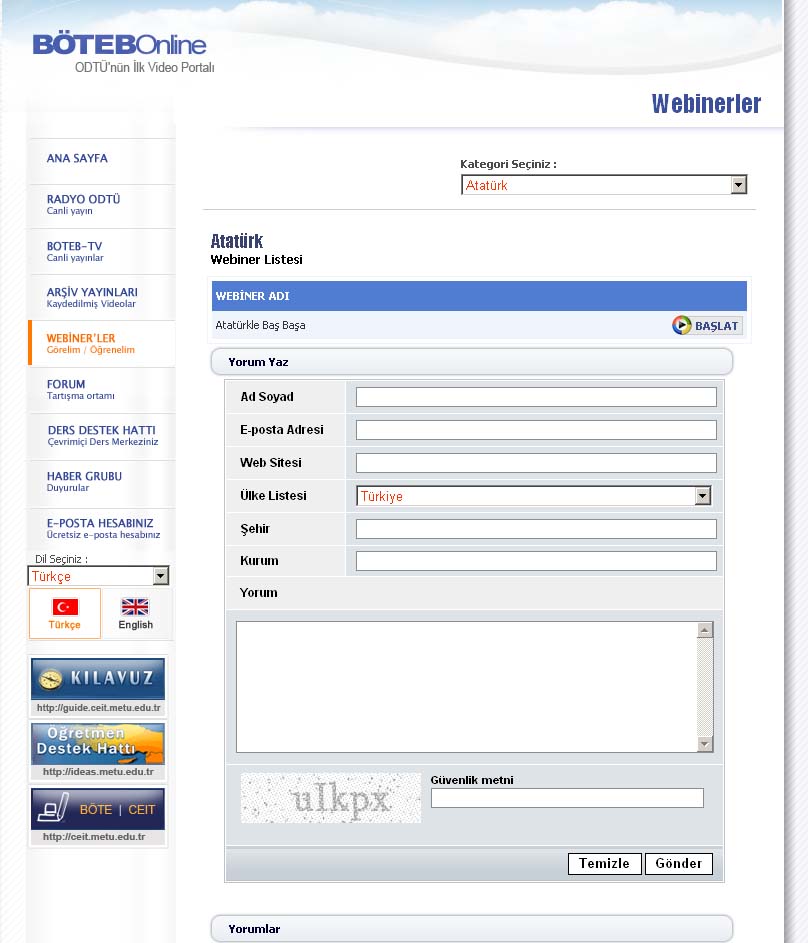 BÖTEBOnline
ODTÜ'nün İlk Video Portalı
Webinerler
ANA SAYFA
RADYO ODTÜ
Canli yayın
BOTEB-TV
Canli yayınlar
ARŞİV YAYINLARI
Kaydedilmiş Videolar
WEBİNER'LER
Görelim / Öğrenelim
FORUM
Tartışma ortamı
DERS DESTEK HATTI
Çevrimiçi Ders Merkeziniz
HABER GRUBU
Duyurular
E-POSTA HESABINIZ
Ücretsiz e-posta hesabınız
Dil Seçiniz :
Türkçe
Türkçe English
KILAVUZ
http://guide.ceit.metu.edu.tr
Öğretmen
Destek Hattı
http://ideas.metu.edu.tr
BÖTE | CEIT
http://ceit.metu.edu.tr
Kategori Seçiniz :
Atatürk
Atatürk
Webiner Listesi
WEBİNER ADI
Atatürkle Baş Başa BAŞLAT
Yorum Yaz
Ad Soyad
E-posta Adresi
Web Sitesi
Ülke Listesi Türkiye
Şehir
Kurum
Yorum
Güvenlik metni
ulkpx
Temizle Gönder
Yorumlar